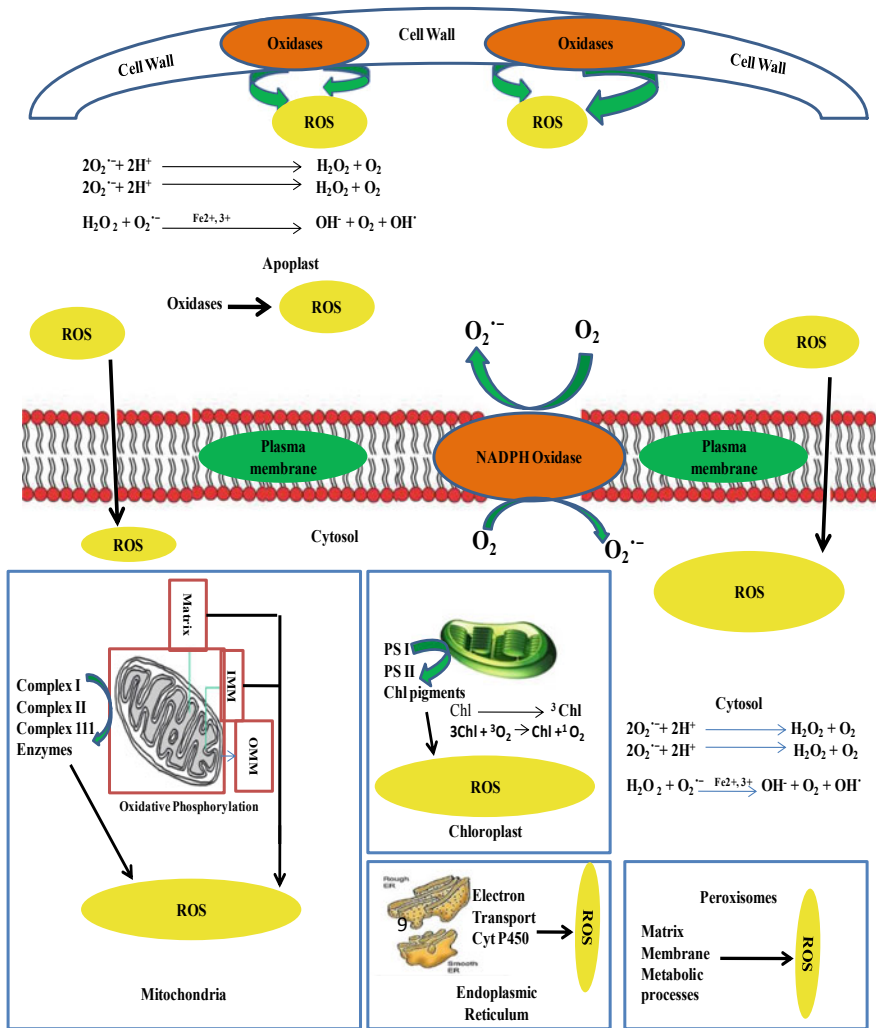 Cell Wall
Oxidases
Cell Wall
Oxidases
Cell Wall
ROS
ROS
2O₂˙⁻+ 2H⁺ H₂O₂ + O₂
2O₂˙⁻+ 2H⁺ H₂O₂ + O₂
H₂O₂ + O₂˙⁻ Fe2+, 3+ OH⁻ + O₂ + OH˙
Apoplast
Oxidases
ROS
ROS
ROS
O₂˙⁻
O₂
Plasma
membrane
NADPH Oxidase
Plasma
membrane
ROS
Cytosol
O₂
O₂˙⁻
ROS
Matrix
IMM
OMM
Complex I
Complex II
Complex 111
Enzymes
Oxidative Phosphorylation
ROS
Mitochondria
PS I
PS II
Chl pigments
Chl ³ Chl
3Chl + ³O₂ → Chl +¹ O₂
ROS
Chloroplast
Cytosol
2O₂˙⁻+ 2H⁺ H₂O₂ + O₂
2O₂˙⁻+ 2H⁺ H₂O₂ + O₂
H₂O₂ + O₂˙⁻ Fe2+, 3+ OH⁻ + O₂ + OH˙
Rough
ER
9
Smooth
ER
Electron
Transport
Cyt P450
ROS
Endoplasmic
Reticulum
Peroxisomes
Matrix
Membrane
Metabolic
processes
ROS